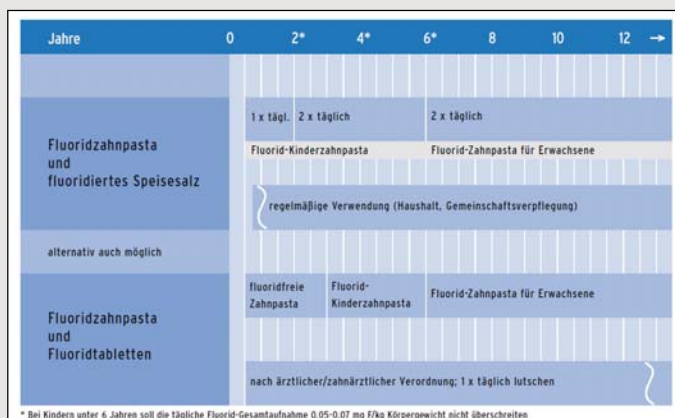 Jahre 0 2* 4* 6* 8 10 12 →
1 x tägl. 2 x täglich 2 x täglich
Fluoridzahnpasta
und
fluoridiertes Speisesalz
Fluorid-Kinderzahnpasta Fluorid-Zahnpasta für Erwachsene
regelmäßige Verwendung (Haushalt, Gemeinschaftsverpflegung)
alternativ auch möglich
fluoridfreie
Zahnpasta
Fluorid-
Kinderzahnpasta
Fluorid-Zahnpasta für Erwachsene
Fluoridzahnpasta
und
Fluoridtabletten
nach ärztlicher/zahnärztlicher Verordnung; 1 x täglich lutschen
* Bei Kindern unter 6 Jahren soll die tägliche Fluorid-Gesamtaufnahme 0,05-0,07 mg F/kg Körpergewicht nicht überschreiten